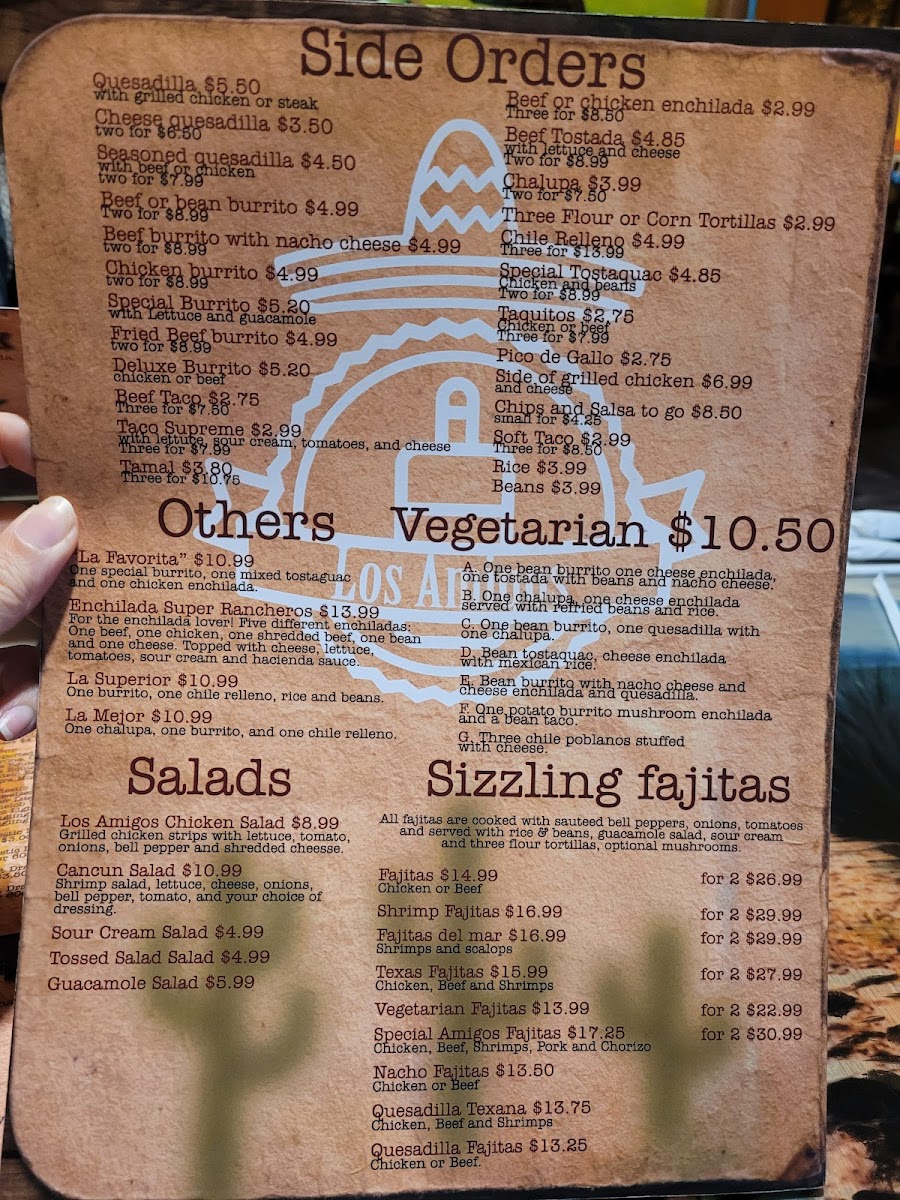 Side Orders
Quesadilla $5.50
with grilled chicken or steak
Cheese quesadilla $3.50
two for $6.50
Seasoned quesadilla $4.50
with beef or chicken
two for $7.99
Beef or bean burrito $4.99
Two for $8.99
Beef burrito with nacho cheese $4.99
two for $8.99
Chicken burrito $4.99
two for $8.99
Special Burrito $5.20
with Lettuce and guacamole
Fried Beef burrito $4.99
two for $8.99
Deluxe Burrito $5.20
chicken or beef
Beef Taco $2.75
Three for $7.50
Taco Supreme $2.99
with lettuce, sour cream, tomatoes, and cheese
Three for $7.99
Tamal $3.80
Three for $10.75
Beef or chicken enchilada $2.99
Three for $8.50
Beef Tostada $4.85
with lettuce and cheese
Two for $8.99
Chalupa $3.99
Two for $7.50
Three Flour or Corn Tortillas $2.99
Chile Relleno $4.99
Three for $13.99
Special Tostaquac $4.85
Chicken and beans
Two for $8.99
Taquitos $2.75
Chicken or beef
Three for $7.99
Pico de Gallo $2.75
Side of grilled chicken $6.99
and cheese
Chips and Salsa to go $8.50
small for $4.25
Soft Taco $2.99
Three for $8.50
Rice $3.99
Beans $3.99
Others
"La Favorita" $10.99
One special burrito, one mixed tostaguac
and one chicken enchilada.
Enchilada Super Rancheros $13.99
For the enchilada lover! Five different enchiladas:
One beef, one chicken, one shredded beef, one bean
and one cheese. Topped with cheese, lettuce,
tomatoes, sour cream and hacienda sauce.
La Superior $10.99
One burrito, one chile relleno, rice and beans.
La Mejor $10.99
One chalupa, one burrito, and one chile relleno.
Los
Vegetarian $10.50
A. One bean burrito one cheese enchilada,
one tostada with beans and nacho cheese.
B. One chalupa, one cheese enchilada
served with refried beans and rice.
C. One bean burrito, one quesadilla with
one chalupa.
D. Bean tostaquac, cheese enchilada
with mexican rice.
E. Bean burrito with nacho cheese and
cheese enchilada and quesadilla.
F. One potato burrito mushroom enchilada
and a bean taco.
G. Three chile poblanos stuffed
with cheese.
Salads
Los Amigos Chicken Salad $8.99
Grilled chicken strips with lettuce, tomato,
onions, bell pepper and shredded cheesse.
Cancun Salad $10.99
Shrimp salad, lettuce, cheese, onions,
bell pepper, tomato, and your choice of
dressing.
Sour Cream Salad $4.99
Tossed Salad Salad $4.99
Guacamole Salad $5.99
Sizzling fajitas
All fajitas are cooked with sauteed bell peppers, onions, tomatoes
and served with rice & beans, guacamole salad, sour cream
and three flour tortillas, optional mushrooms.
Fajitas $14.99 for 2 $26.99
Chicken or Beef
Shrimp Fajitas $16.99 for 2 $29.99
Fajitas del mar $16.99 for 2 $29.99
Shrimps and scalops
Texas Fajitas $15.99 for 2 $27.99
Chicken, Beef and Shrimps
Vegetarian Fajitas $13.99 for 2 $22.99
Special Amigos Fajitas $17.25 for 2 $30.99
Chicken, Beef, Shrimps, Pork and Chorizo
Nacho Fajitas $13.50
Chicken or Beef
Quesadilla Texana $13.75
Chicken, Beef and Shrimps
Quesadilla Fajitas $13.25
Chicken or Beef.